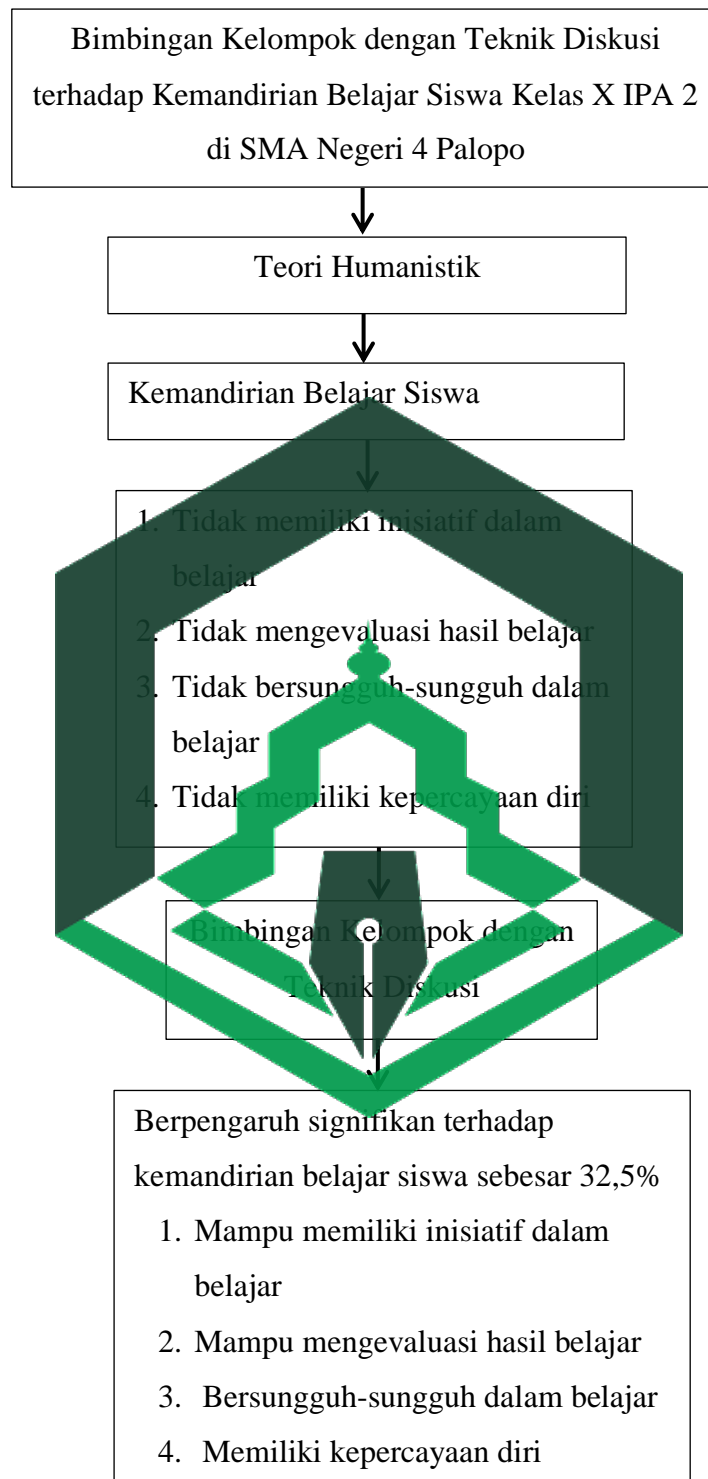 Bimbingan Kelompok dengan Teknik Diskusi
terhadap Kemandirian Belajar Siswa Kelas X IPA 2
di SMA Negeri 4 Palopo
Teori Humanistik
Kemandirian Belajar Siswa
1. Tidak memiliki inisiatif dalam
belajar
2. Tidak mengevaluasi hasil belajar
3. Tidak bersungguh-sungguh dalam
belajar
4. Tidak memiliki kepercayaan diri
Bimbingan Kelompok dengan
Teknik Diskusi
Berpengaruh signifikan terhadap
kemandirian belajar siswa sebesar 32,5%
1. Mampu memiliki inisiatif dalam
belajar
2. Mampu mengevaluasi hasil belajar
3. Bersungguh-sungguh dalam belajar
4. Memiliki kepercayaan diri